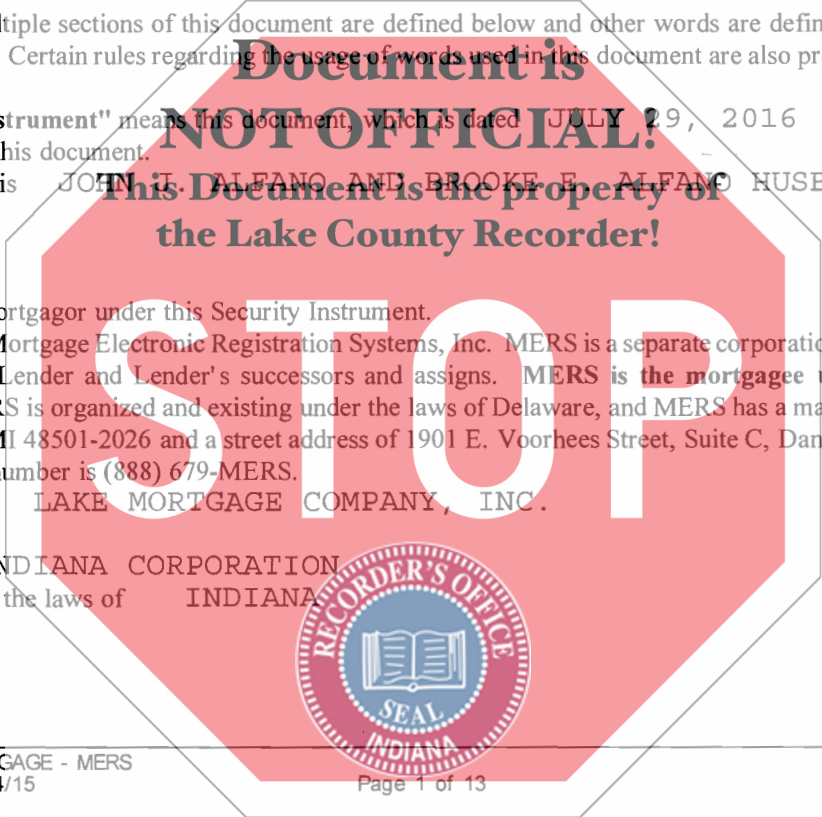 tiple sections of this document are defined below and other words are defin
Certain rules regarding the usage of words used in this document are also pr
Document is
NOT OFFICIAL!
strument" means this document, which is dated JULY 29, 2016
his document.
is JOHN J. ALFANO AND BROOKE E. ALFANO HUSB
This Document is the property of
the Lake County Recorder!
STOP
ortgagor under this Security Instrument.
Mortgage Electronic Registration Systems, Inc. MERS is a separate corporatio
Lender and Lender's successors and assigns. MERS is the mortgagee u
RS is organized and existing under the laws of Delaware, and MERS has a ma
MI 48501-2026 and a street address of 1901 E. Voorhees Street, Suite C, Dan
umber is (888) 679-MERS.
LAKE MORTGAGE COMPANY, INC.
NDIANA CORPORATION
the laws of INDIANA
RECORDER'S OFFICE
SEAL
INDIANA
GAGE - MERS
/15
Page 1 of 13